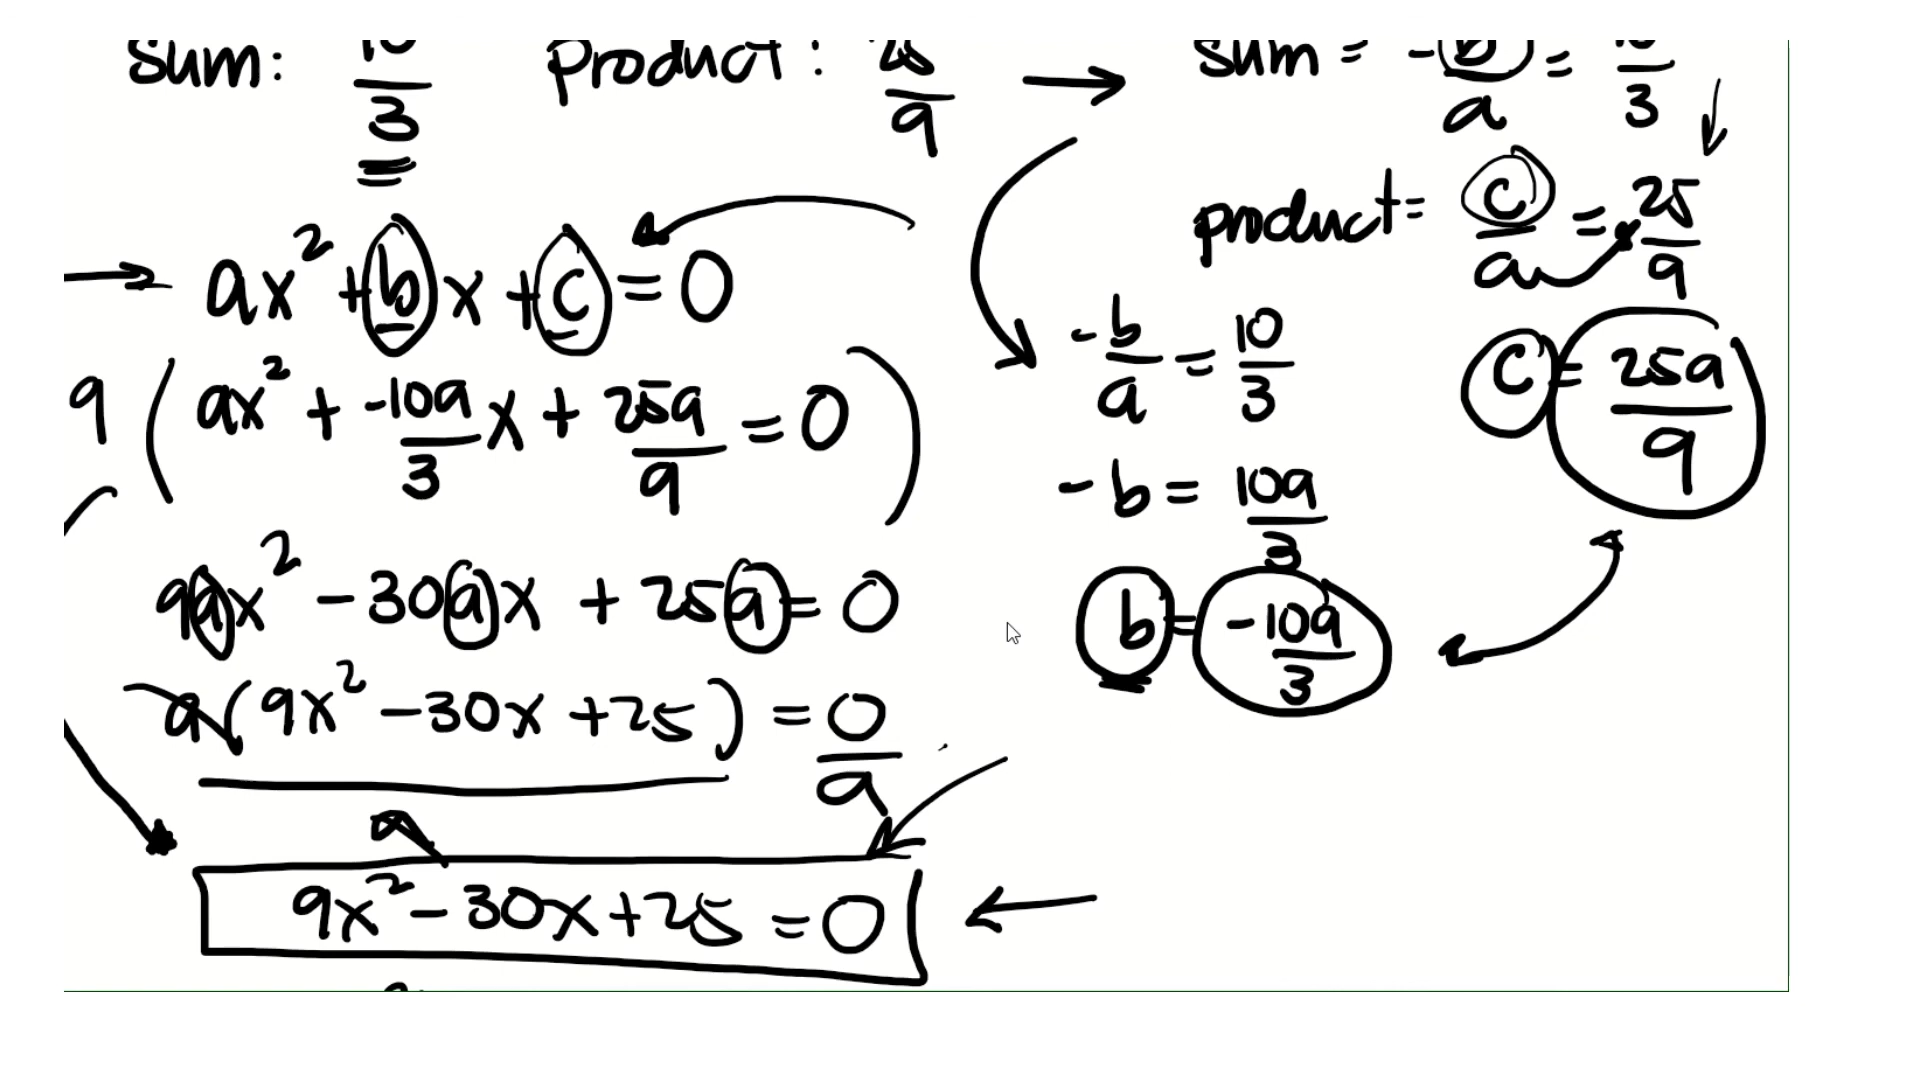 sum: 10/3 product: 25/9 → sum = -b/a = 10/3
product = c/a = 25/9
→ ax² + bx + c = 0
-b/a = 10/3
c = 25a/9
9 ( ax² + -10a/3 x + 25a/9 = 0 )
-b = 10a/3
9ax² - 30ax + 25a = 0
b = -10a/3
a(9x² - 30x + 25) = 0/a
a
9x² - 30x + 25 = 0